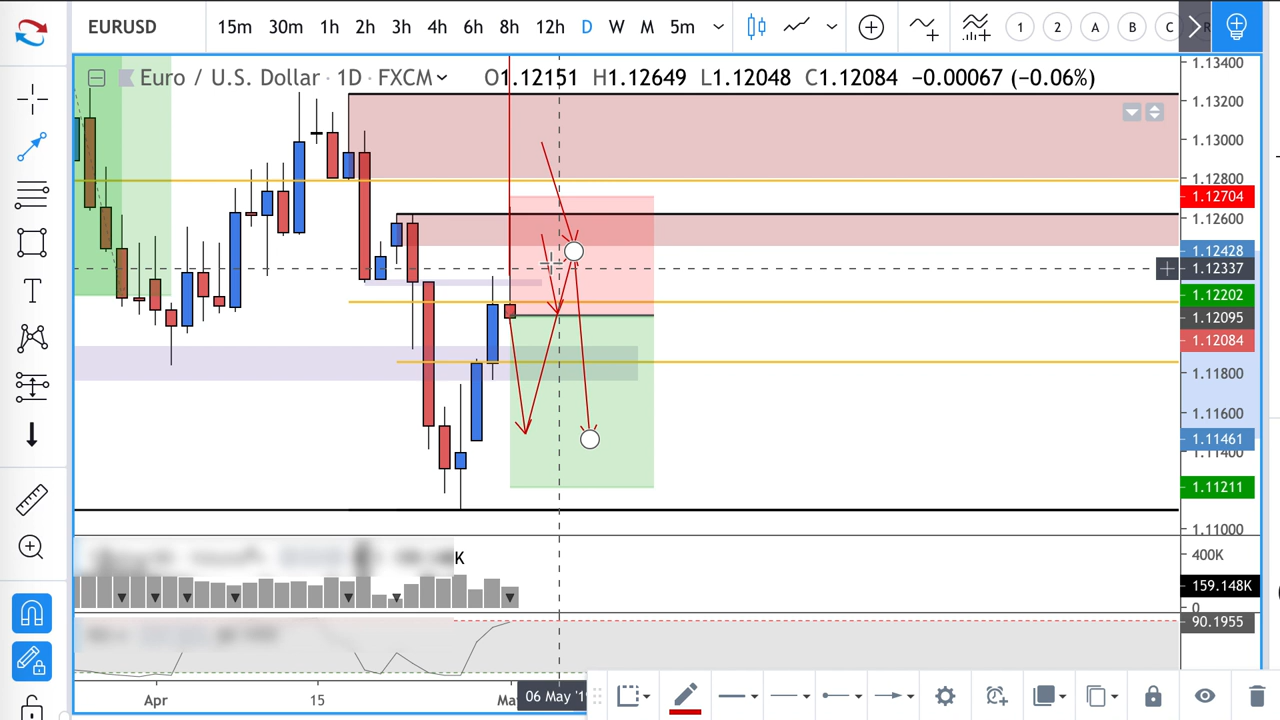 EURUSD 15m 30m 1h 2h 3h 4h 6h 8h 12h D W M 5m 1 2 A B C
Euro / U.S. Dollar · 1D · FXCM O1.12151 H1.12649 L1.12048 C1.12084 −0.00067 (−0.06%)
1.13400
1.13200
1.13000
1.12800
1.12704
1.12600
1.12428
1.12337
1.12202
1.12095
1.12084
1.11800
1.11600
1.11461
1.11400
1.11211
1.11000
K
400K
159.148K
0
90.1955
T
Apr 15 Ma 06 May '1